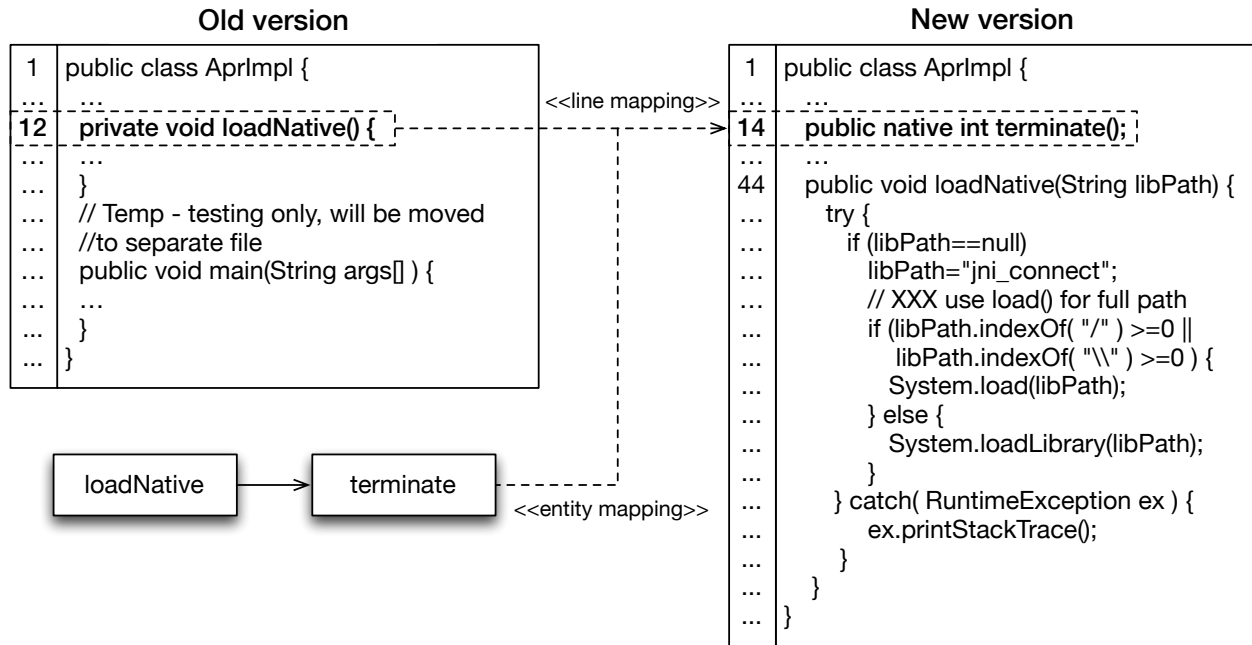 Old version
1 public class AprImpl {
... ...
12 private void loadNative() {
... ...
... }
... // Temp - testing only, will be moved
... //to separate file
... public void main(String args[] ) {
... ...
... }
... }
<<line mapping>>
loadNative
terminate
<<entity mapping>>
New version
1 public class AprImpl {
... ...
14 public native int terminate();
... ...
44 public void loadNative(String libPath) {
... try {
... if (libPath==null)
... libPath="jni_connect";
... // XXX use load() for full path
... if (libPath.indexOf( "/" ) >=0 ||
... libPath.indexOf( "\\" ) >=0 ) {
... System.load(libPath);
... } else {
... System.loadLibrary(libPath);
... }
... } catch( RuntimeException ex ) {
... ex.printStackTrace();
... }
... }
... }